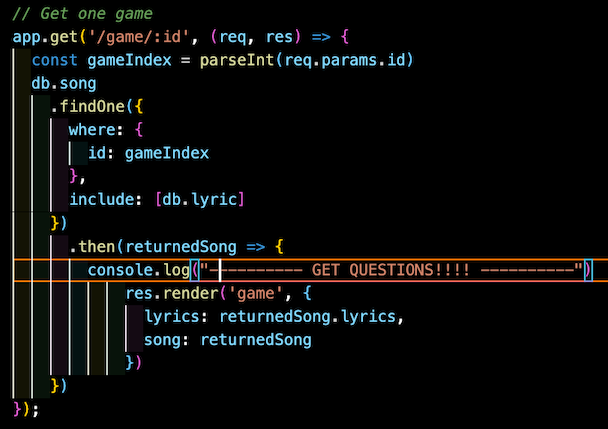 // Get one game
app.get('/game/:id', (req, res) => {
  const gameIndex = parseInt(req.params.id)
  db.song
    .findOne({
      where: {
        id: gameIndex
      },
      include: [db.lyric]
    })
      .then(returnedSong => {
        console.log("---------- GET QUESTIONS!!!! ----------")
            res.render('game', {
              lyrics: returnedSong.lyrics,
              song: returnedSong
            })
    })
});